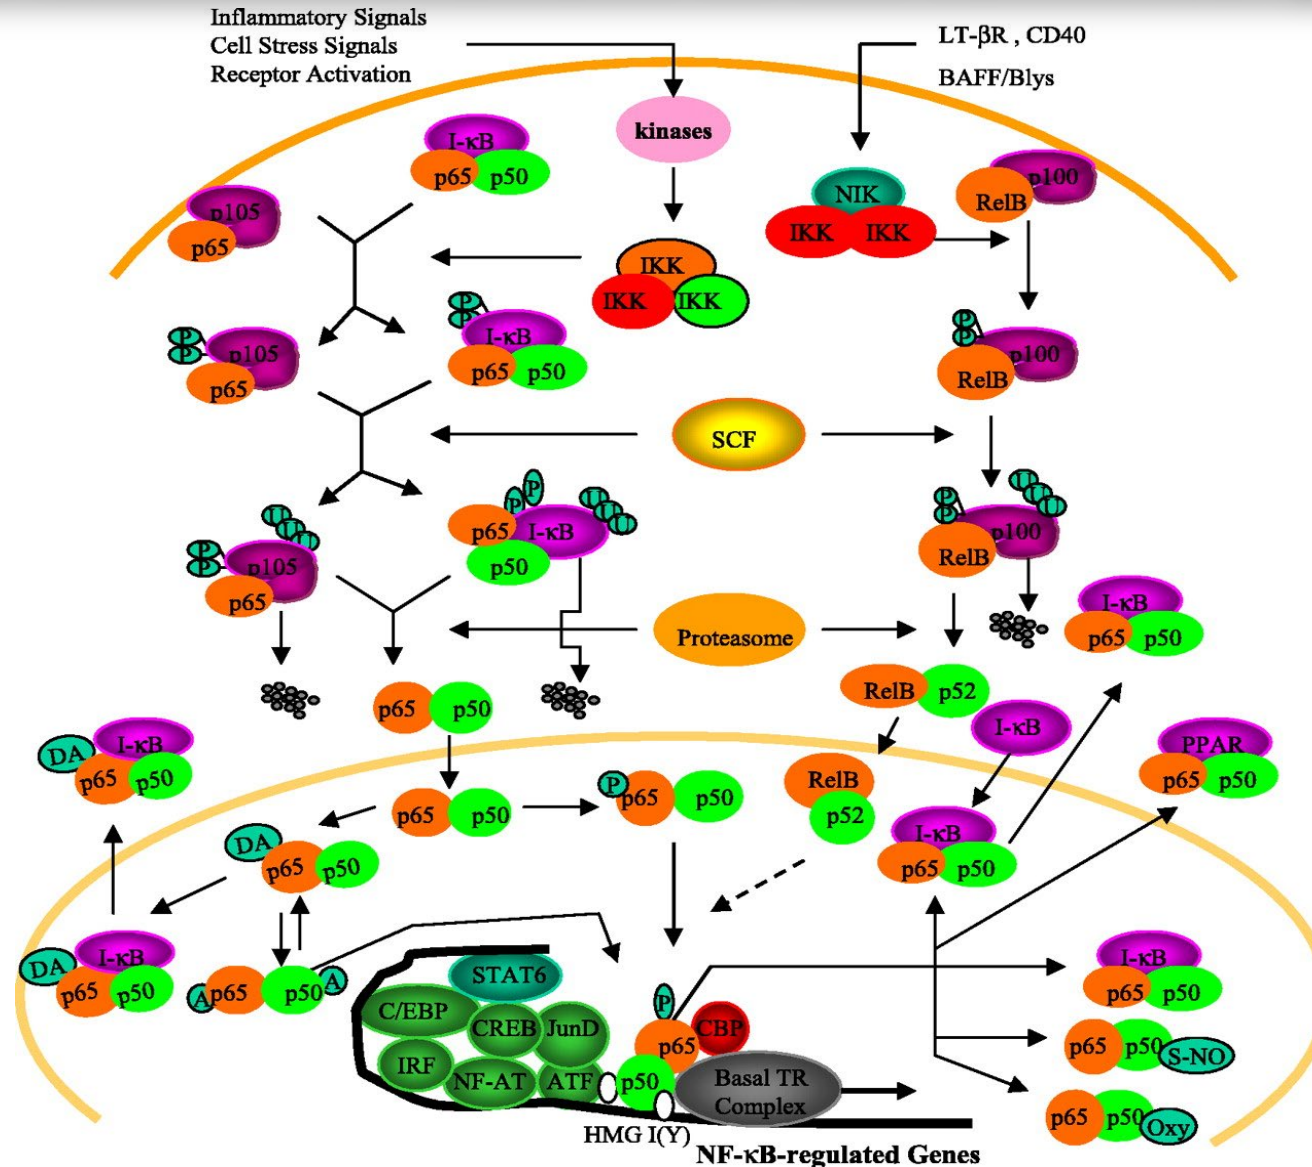 Inflammatory Signals
Cell Stress Signals
Receptor Activation
LT-βR , CD40
BAFF/Blys
kinases
I-κB
p65 p50
p105
p65
NIK
IKK IKK
p100
RelB
IKK
IKK IKK
P
P
p105
p65
P
P
I-κB
p65 p50
P
P
p100
RelB
SCF
U
U
U
P
P
p105
p65
P P
U
U
U
p65 I-κB
p50
P
P
U
U
U
p100
RelB
Proteasome
I-κB
p65 p50
p65 p50
RelB p52
I-κB
DA I-κB
p65 p50
PPAR
p65 p50
p65 p50
P
p65 p50
RelB
p52
I-κB
p65 p50
DA
p65 p50
DA I-κB
p65 p50
A p65 p50 A
STAT6
C/EBP
CREB JunD
IRF
NF-AT ATF
P
CBP
p65
p50
Basal TR
Complex
I-κB
p65 p50
p65 p50
S-NO
p65 p50
Oxy
HMG I(Y)
NF-κB-regulated Genes